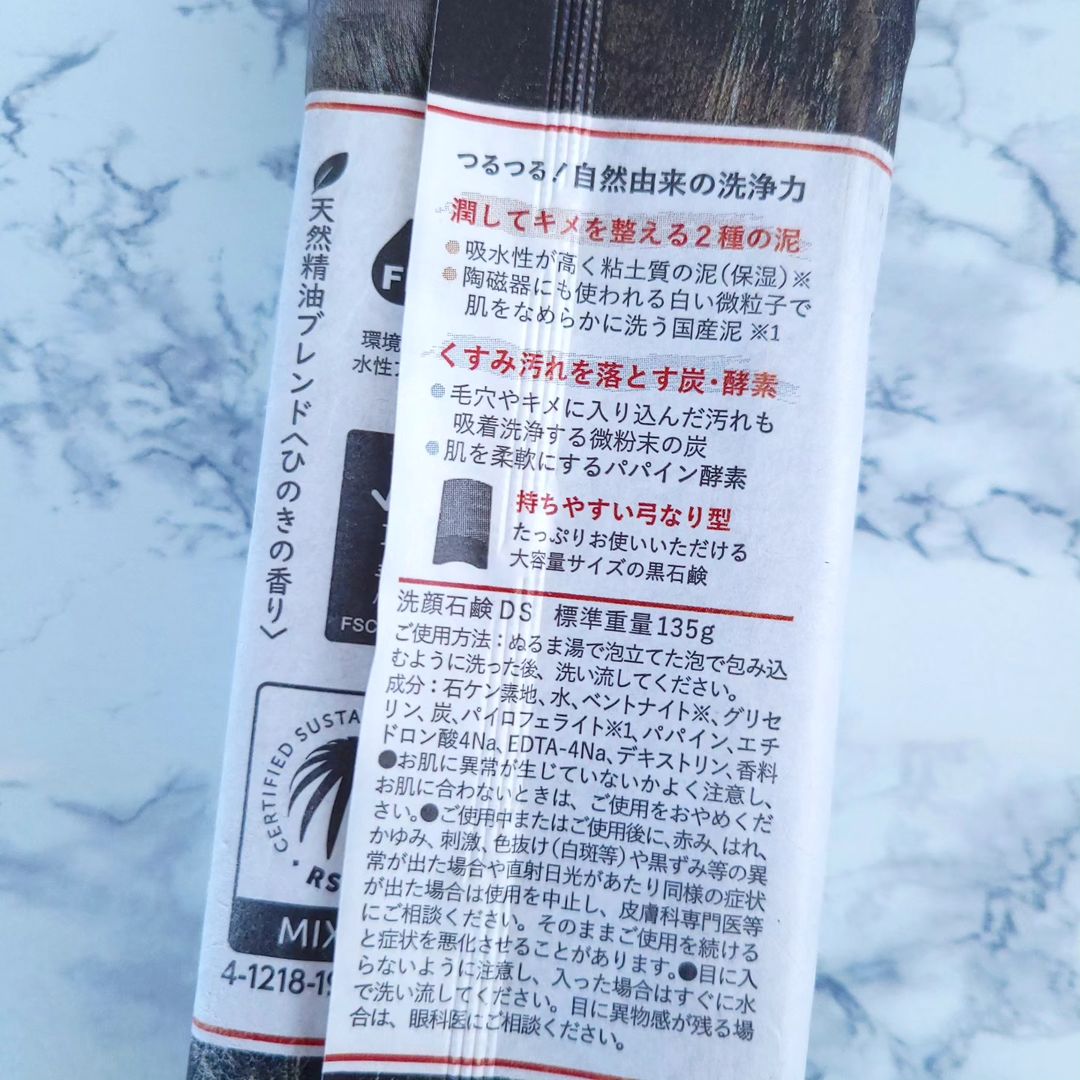 天然精油ブレンド〈ひのきの香り〉
環境
水性
FSC
CERTIFIED SUSTA
RS
MIX
4-1218-1
つるつる!自然由来の洗浄力
潤してキメを整える2種の泥
吸水性が高く粘土質の泥(保湿)※
陶磁器にも使われる白い微粒子で
肌をなめらかに洗う国産泥 ※1
くすみ汚れを落とす炭・酵素
毛穴やキメに入り込んだ汚れも
吸着洗浄する微粉末の炭
肌を柔軟にするパパイン酵素
持ちやすい弓なり型
たっぷりお使いいただける
大容量サイズの黒石鹸
洗顔石鹸DS 標準重量135g
ご使用方法:ぬるま湯で泡立てた泡で包み込
むように洗った後、洗い流してください。
成分:石ケン素地、水、ベントナイト※、グリセ
リン、炭、パイロフェライト※1、パパイン、エチ
ドロン酸4Na、EDTA-4Na、デキストリン、香料
●お肌に異常が生じていないかよく注意し、
お肌に合わないときは、ご使用をおやめくだ
さい。●ご使用中またはご使用後に、赤み、はれ、
かゆみ、刺激、色抜け(白斑等)や黒ずみ等の異
常が出た場合や直射日光があたり同様の症状
が出た場合は使用を中止し、皮膚科専門医等
にご相談ください。そのままご使用を続ける
と症状を悪化させることがあります。●目に入
らないように注意し、入った場合はすぐに水
で洗い流してください。目に異物感が残る場
合は、眼科医にご相談ください。